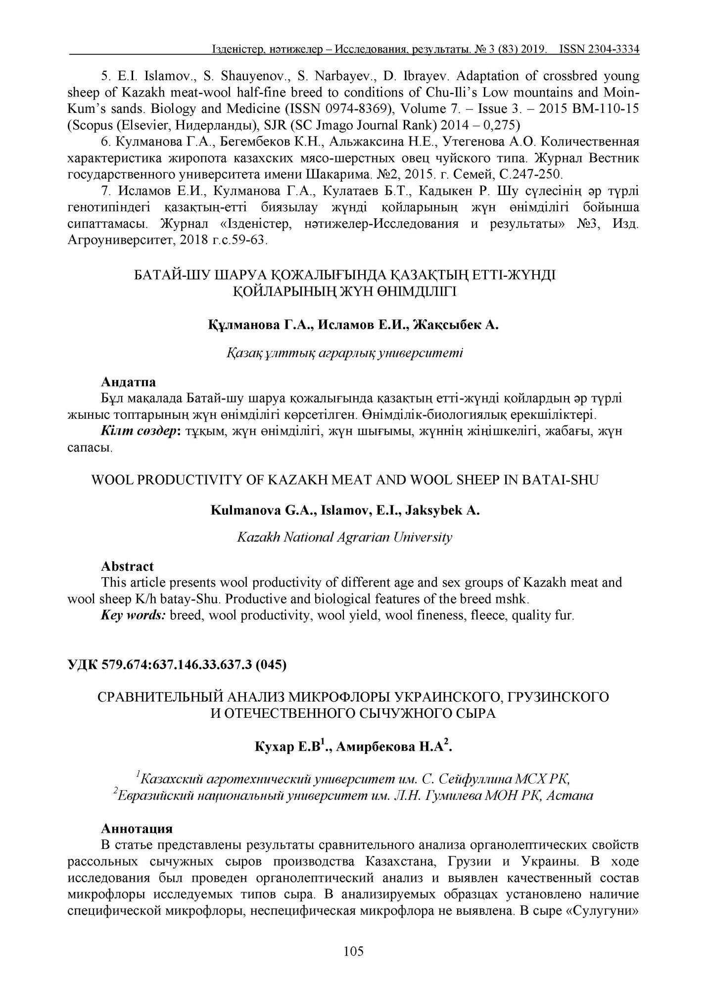 Ізденістер, нәтижелер – Исследования, результаты. № 3 (83) 2019. ISSN 2304-3334
5. E.I. Islamov., S. Shauyenov., S. Narbayev., D. Ibrayev. Adaptation of crossbred young
sheep of Kazakh meat-wool half-fine breed to conditions of Chu-Ili’s Low mountains and Moin-
Kum’s sands. Biology and Medicine (ISSN 0974-8369), Volume 7. – Issue 3. – 2015 BM-110-15
(Scopus (Elsevier, Нидерланды), SJR (SC Jmago Journal Rank) 2014 – 0,275)
6. Кулманова Г.А., Бегембеков К.Н., Альжаксина Н.Е., Утегенова А.О. Количественная
характеристика жиропота казахских мясо-шерстных овец чуйского типа. Журнал Вестник
государственного университета имени Шакарима. №2, 2015. г. Семей, С.247-250.
7. Исламов Е.И., Кулманова Г.А., Кулатаев Б.Т., Кадыкен Р. Шу сүлесінің әр түрлі
генотипіндегі қазақтың-етті биязылау жүнді қойларының жүн өнімділігі бойынша
сипаттамасы. Журнал «Ізденістер, нәтижелер-Исследования и результаты» №3, Изд.
Агроуниверситет, 2018 г.с.59-63.
БАТАЙ-ШУ ШАРУА ҚОЖАЛЫҒЫНДА ҚАЗАҚТЫҢ ЕТТІ-ЖҮНДІ
ҚОЙЛАРЫНЫҢ ЖҮН ӨНІМДІЛІГІ
Құлманова Г.А., Исламов Е.И., Жақсыбек А.
Қазақ ұлттық аграрлық университеті
Андатпа
Бұл мақалада Батай-шу шаруа қожалығында қазақтың етті-жүнді қойлардың әр түрлі
жыныс топтарының жүн өнімділігі көрсетілген. Өнімділік-биологиялық ерекшіліктері.
Кілт сөздер: тұқым, жүн өнімділігі, жүн шығымы, жүннің жіңішкелігі, жабағы, жүн
сапасы.
WOOL PRODUCTIVITY OF KAZAKH MEAT AND WOOL SHEEP IN BATAI-SHU
Kulmanova G.A., Islamov, E.I., Jaksybek A.
Kazakh National Agrarian University
Abstract
This article presents wool productivity of different age and sex groups of Kazakh meat and
wool sheep K/h batay-Shu. Productive and biological features of the breed mshk.
Key words: breed, wool productivity, wool yield, wool fineness, fleece, quality fur.
УДК 579.674:637.146.33.637.3 (045)
СРАВНИТЕЛЬНЫЙ АНАЛИЗ МИКРОФЛОРЫ УКРАИНСКОГО, ГРУЗИНСКОГО
И ОТЕЧЕСТВЕННОГО СЫЧУЖНОГО СЫРА
Кухар Е.В¹., Амирбекова Н.А².
¹Казахский агротехнический университет им. С. Сейфуллина МСХ РК,
²Евразийский национальный университет им. Л.Н. Гумилева МОН РК, Астана
Аннотация
В статье представлены результаты сравнительного анализа органолептических свойств
рассольных сычужных сыров производства Казахстана, Грузии и Украины. В ходе
исследования был проведен органолептический анализ и выявлен качественный состав
микрофлоры исследуемых типов сыра. В анализируемых образцах установлено наличие
специфической микрофлоры, неспецифическая микрофлора не выявлена. В сыре «Сулугуни»
105